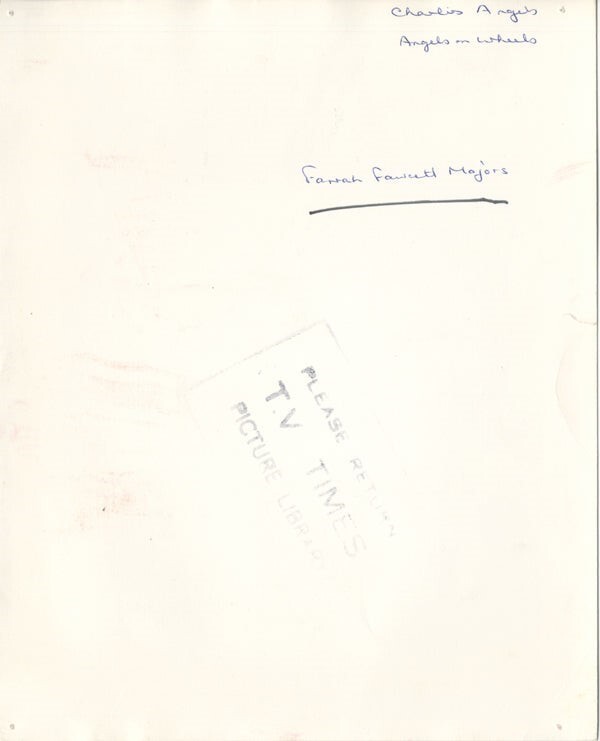 Charlies Angels
Angels on Wheels
Farrah Fawcett Majors
PLEASE RETURN
T.V TIMES
PICTURE LIBRARY